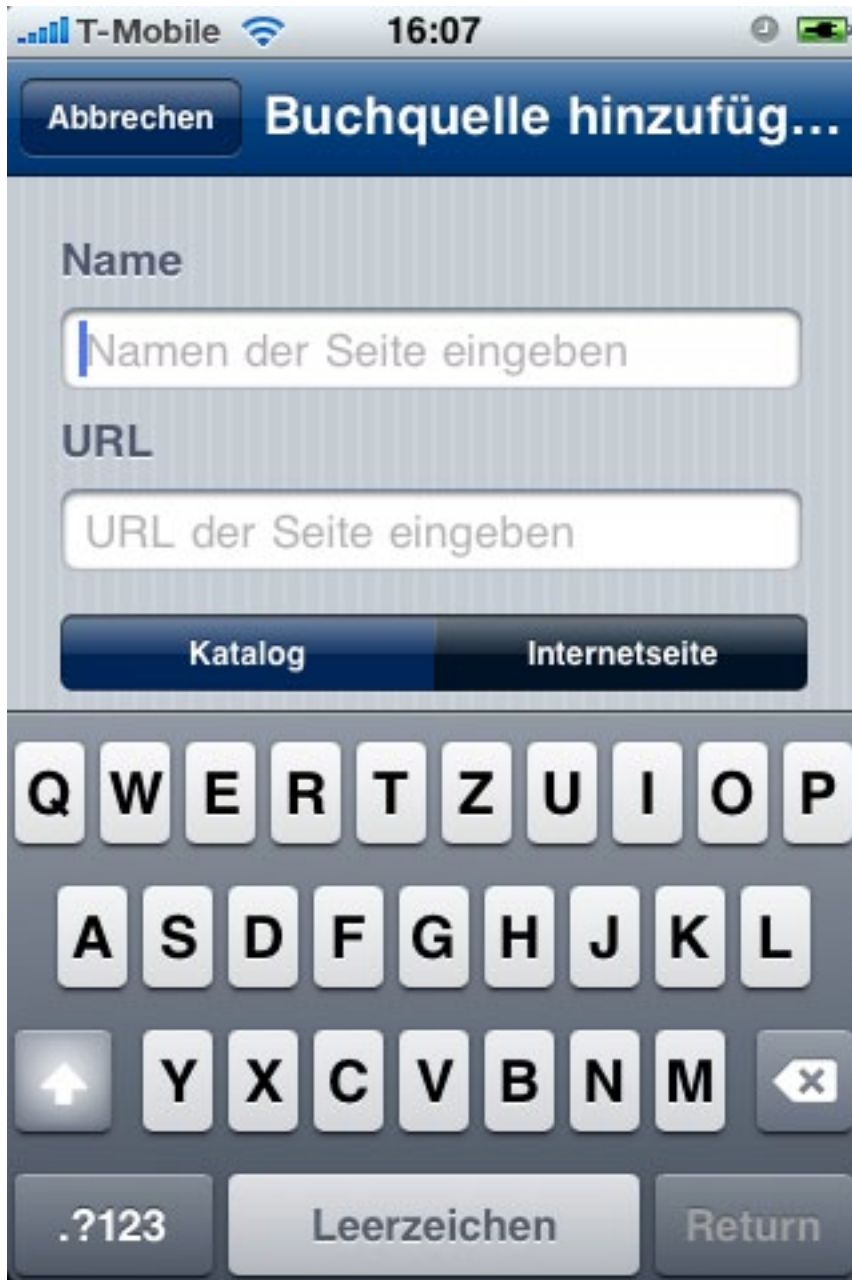 T-Mobile 16:07
Abbrechen Buchquelle hinzufüg...
Name
Namen der Seite eingeben
URL
URL der Seite eingeben
Katalog Internetseite
Q W E R T Z U I O P
A S D F G H J K L
Y X C V B N M
.?123 Leerzeichen Return